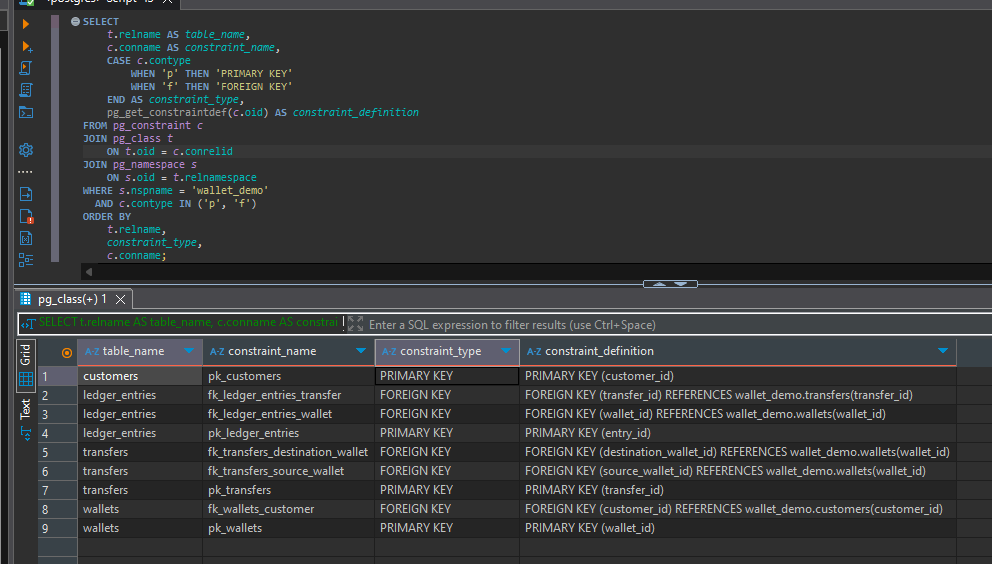 <postgres> Script-15
SELECT
t.relname AS table_name,
c.conname AS constraint_name,
CASE c.contype
WHEN 'p' THEN 'PRIMARY KEY'
WHEN 'f' THEN 'FOREIGN KEY'
END AS constraint_type,
pg_get_constraintdef(c.oid) AS constraint_definition
FROM pg_constraint c
JOIN pg_class t
ON t.oid = c.conrelid
JOIN pg_namespace s
ON s.oid = t.relnamespace
WHERE s.nspname = 'wallet_demo'
AND c.contype IN ('p', 'f')
ORDER BY
t.relname,
constraint_type,
c.conname;
pg_class(+) 1
SELECT t.relname AS table_name, c.conname AS constrai Enter a SQL expression to filter results (use Ctrl+Space)
Grid
Text
A-Z table_name A-Z constraint_name A-Z constraint_type A-Z constraint_definition
1 customers pk_customers PRIMARY KEY PRIMARY KEY (customer_id)
2 ledger_entries fk_ledger_entries_transfer FOREIGN KEY FOREIGN KEY (transfer_id) REFERENCES wallet_demo.transfers(transfer_id)
3 ledger_entries fk_ledger_entries_wallet FOREIGN KEY FOREIGN KEY (wallet_id) REFERENCES wallet_demo.wallets(wallet_id)
4 ledger_entries pk_ledger_entries PRIMARY KEY PRIMARY KEY (entry_id)
5 transfers fk_transfers_destination_wallet FOREIGN KEY FOREIGN KEY (destination_wallet_id) REFERENCES wallet_demo.wallets(wallet_id)
6 transfers fk_transfers_source_wallet FOREIGN KEY FOREIGN KEY (source_wallet_id) REFERENCES wallet_demo.wallets(wallet_id)
7 transfers pk_transfers PRIMARY KEY PRIMARY KEY (transfer_id)
8 wallets fk_wallets_customer FOREIGN KEY FOREIGN KEY (customer_id) REFERENCES wallet_demo.customers(customer_id)
9 wallets pk_wallets PRIMARY KEY PRIMARY KEY (wallet_id)